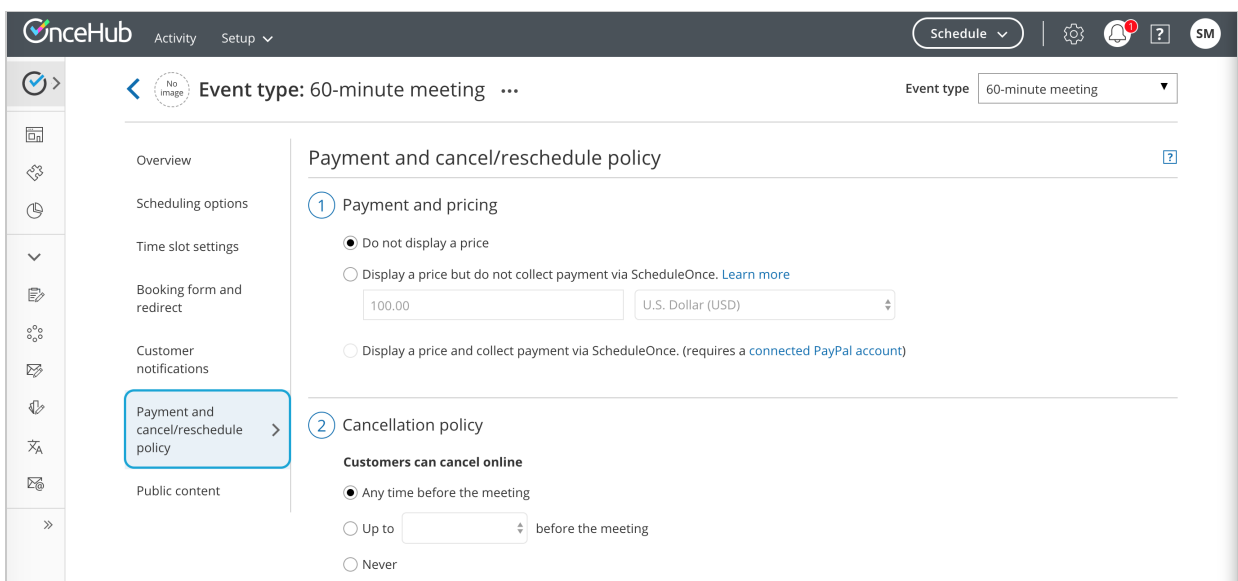 OnceHub Activity Setup Schedule 1 ? SM
No image Event type: 60-minute meeting ... Event type 60-minute meeting
Overview
Scheduling options
Time slot settings
Booking form and
redirect
Customer
notifications
Payment and
cancel/reschedule
policy
Public content
Payment and cancel/reschedule policy ?
1 Payment and pricing
Do not display a price
Display a price but do not collect payment via ScheduleOnce. Learn more
100.00 U.S. Dollar (USD)
Display a price and collect payment via ScheduleOnce. (requires a connected PayPal account)
2 Cancellation policy
Customers can cancel online
Any time before the meeting
Up to before the meeting
Never